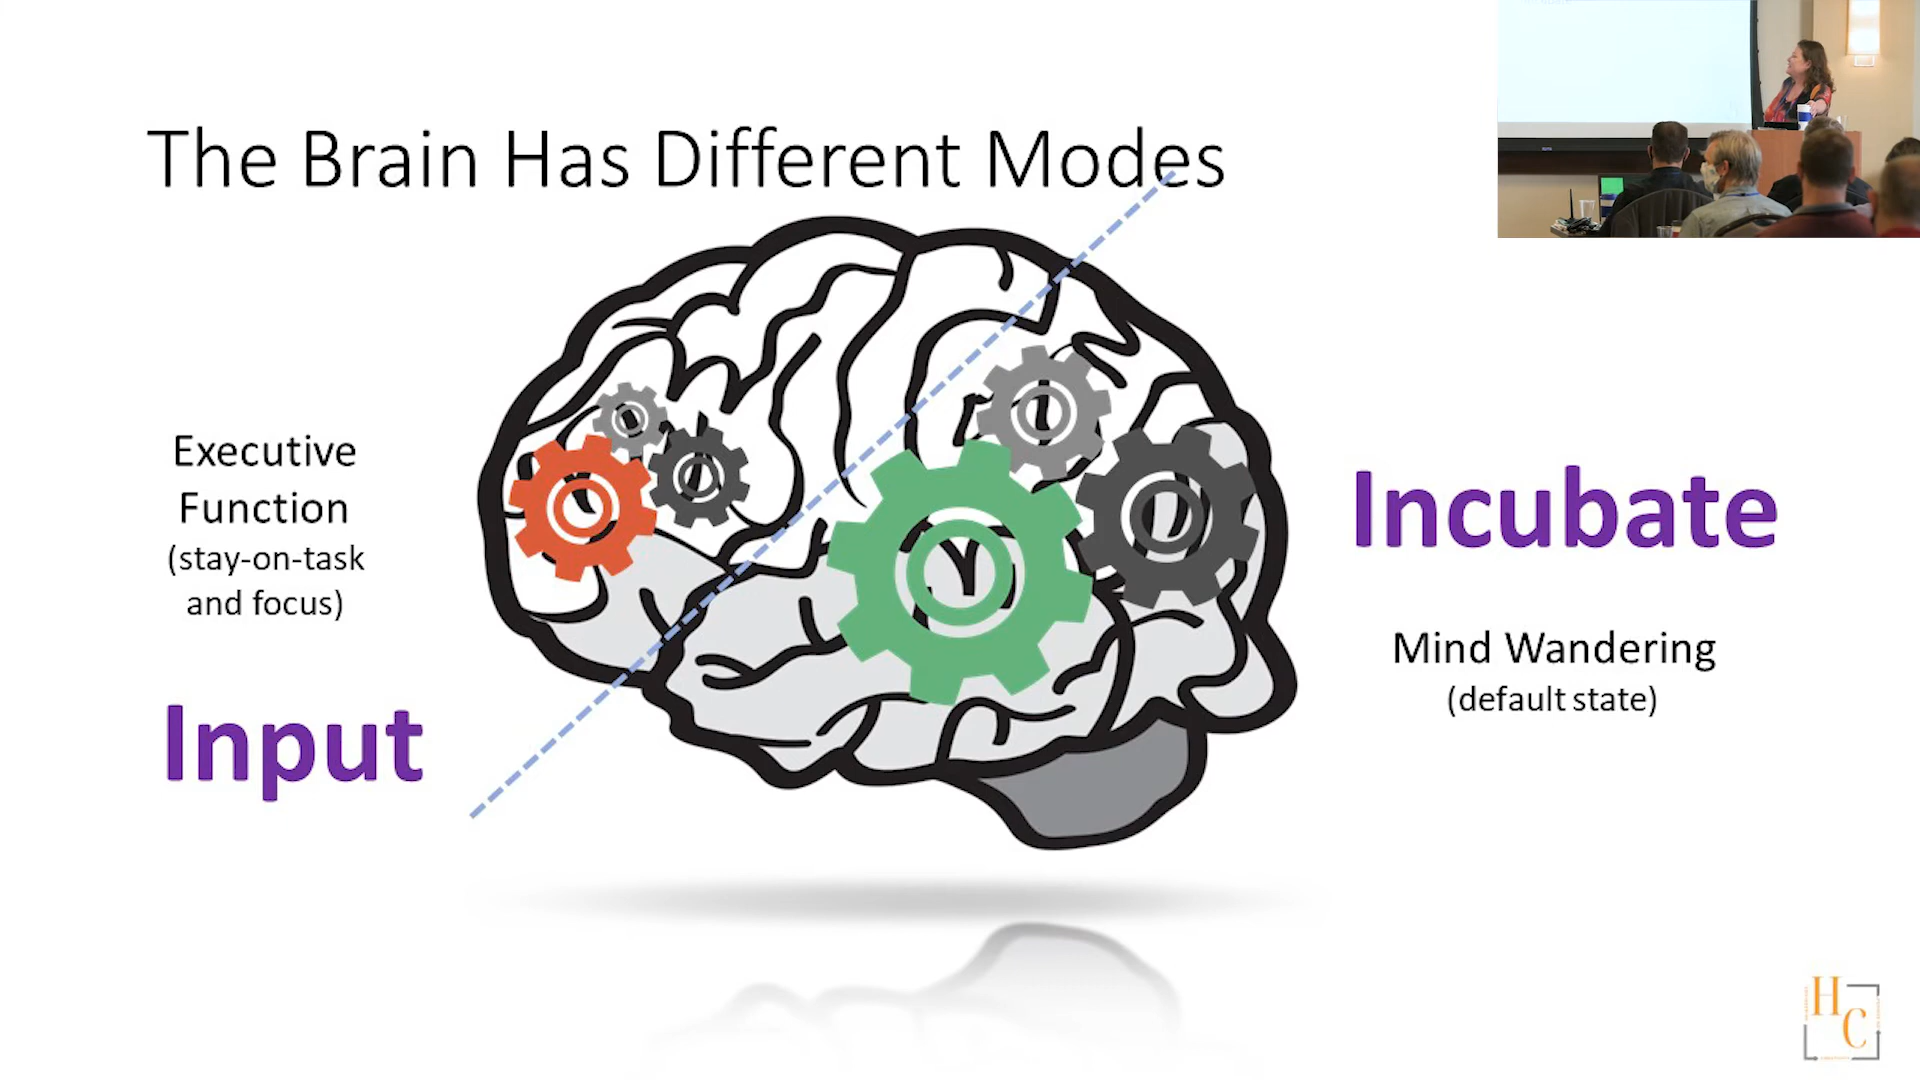 The Brain Has Different Modes
Executive
Function
(stay-on-task
and focus)
Input
Incubate
Mind Wandering
(default state)
H
C